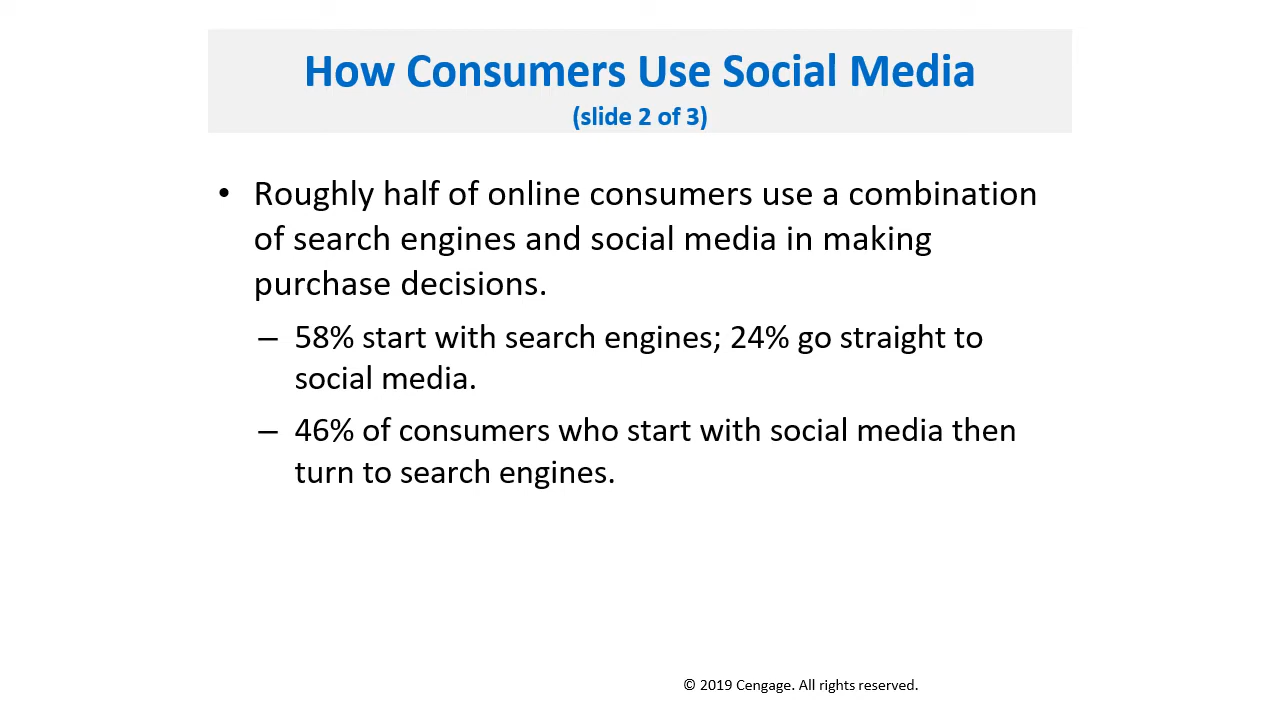 How Consumers Use Social Media
(slide 2 of 3)
• Roughly half of online consumers use a combination
of search engines and social media in making
purchase decisions.
– 58% start with search engines; 24% go straight to
social media.
– 46% of consumers who start with social media then
turn to search engines.
© 2019 Cengage. All rights reserved.